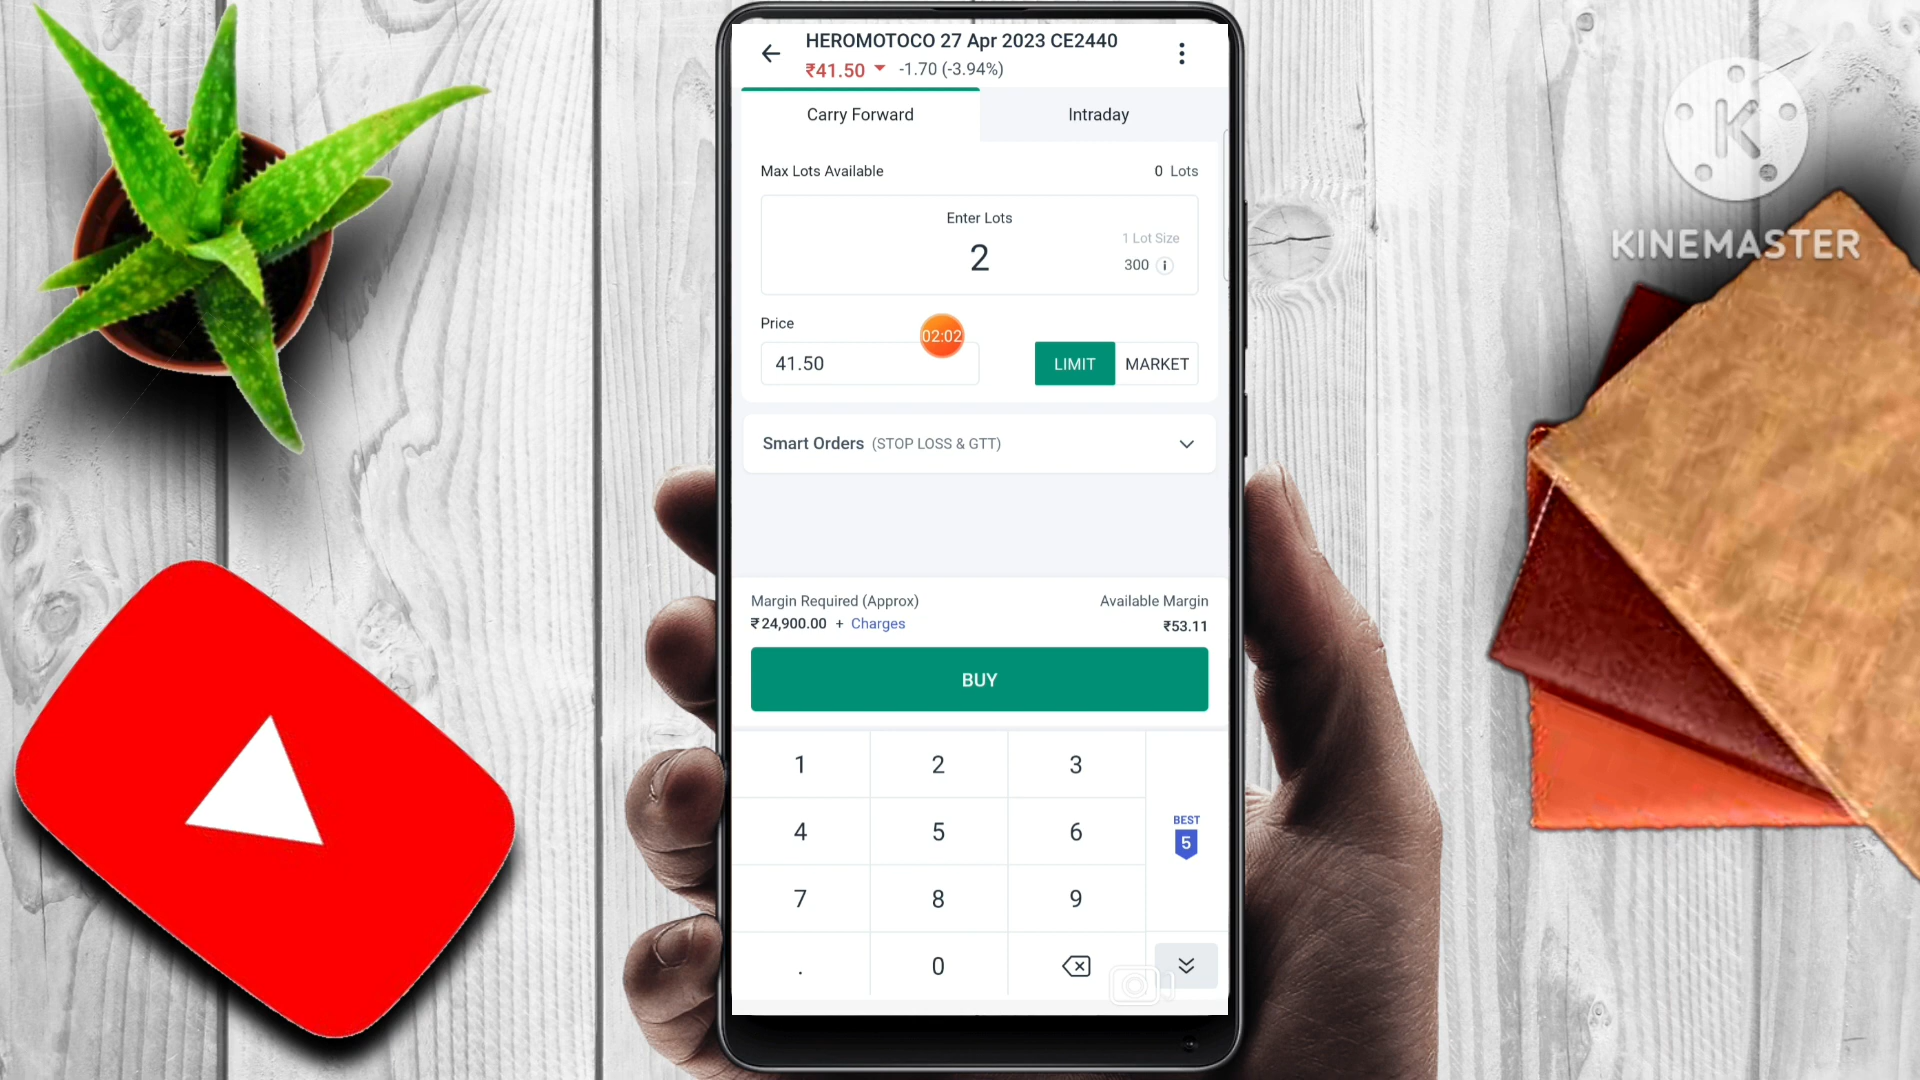 HEROMOTOCO 27 Apr 2023 CE2440
₹41.50 -1.70 (-3.94%)
Carry Forward
Intraday
Max Lots Available
0 Lots
Enter Lots
2
1 Lot Size
300 i
Price
02:02
41.50
LIMIT
MARKET
Smart Orders (STOP LOSS & GTT)
Margin Required (Approx)
₹24,900.00 + Charges
Available Margin
₹53.11
BUY
1 2 3
4 5 6
BEST
5
7 8 9
. 0
K
KINEMASTER